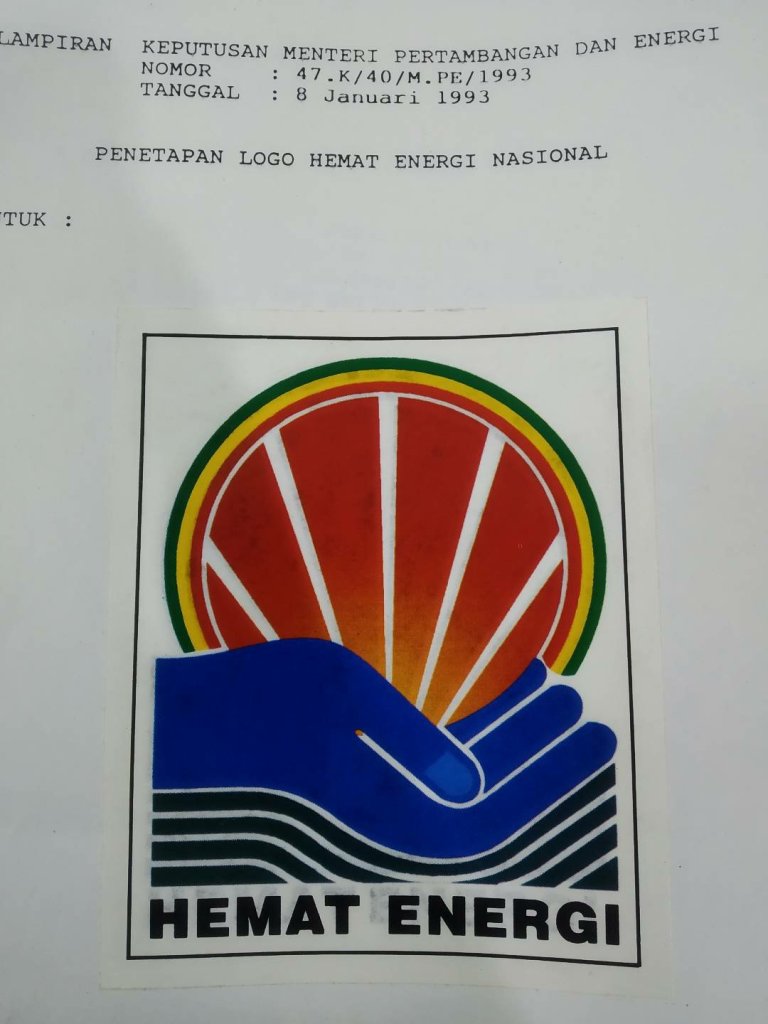 LAMPIRAN KEPUTUSAN MENTERI PERTAMBANGAN DAN ENERGI
NOMOR : 47.K/40/M.PE/1993
TANGGAL : 8 Januari 1993
PENETAPAN LOGO HEMAT ENERGI NASIONAL
NTUK :
HEMAT ENERGI